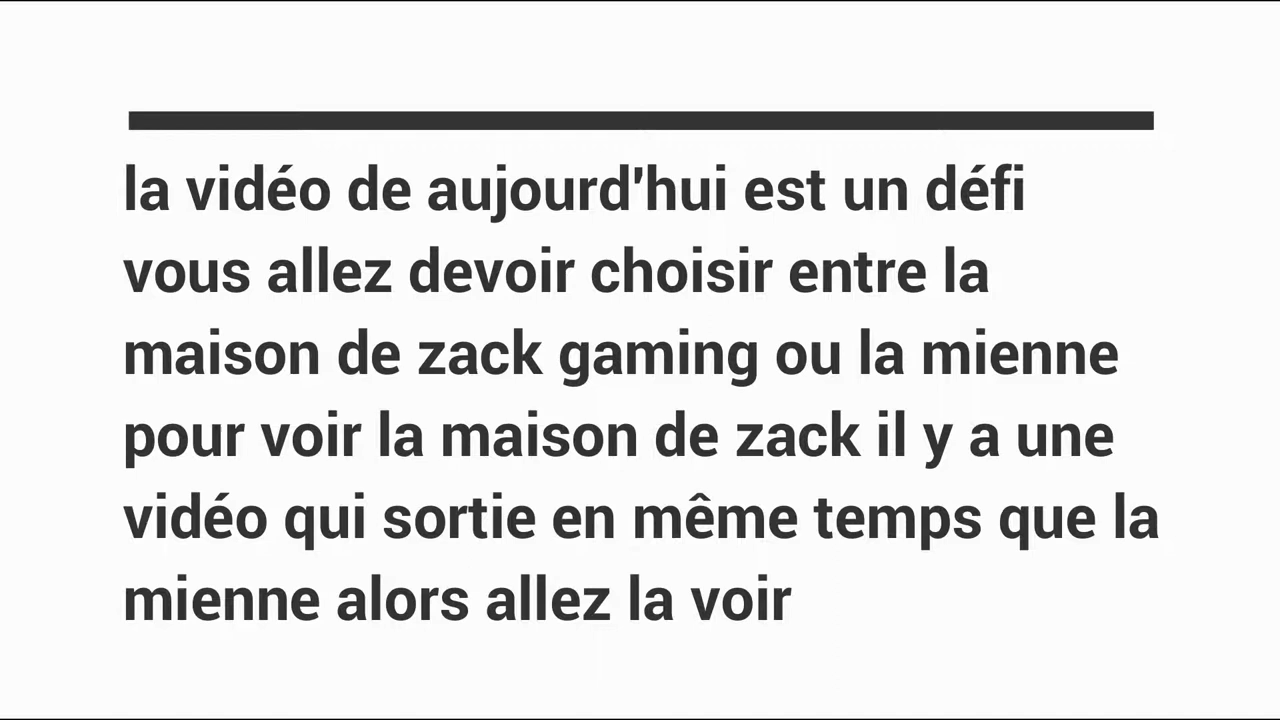 la vidéo de aujourd'hui est un défi
vous allez devoir choisir entre la
maison de zack gaming ou la mienne
pour voir la maison de zack il y a une
vidéo qui sortie en même temps que la
mienne alors allez la voir